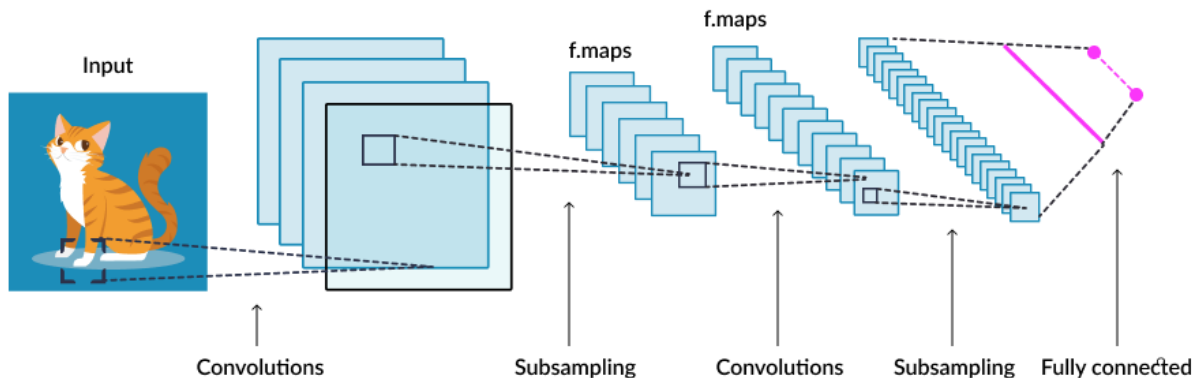 f.maps
f.maps
Input
Convolutions
Subsampling
Convolutions
Subsampling
Fully connected